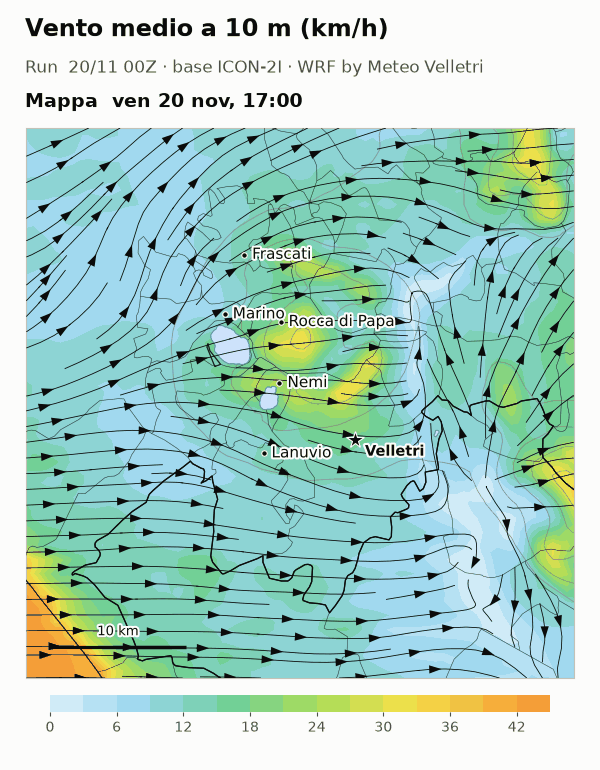 Vento medio a 10 m (km/h)
Run  20/11 00Z · base ICON-2I · WRF by Meteo Velletri
Mappa  ven 20 nov, 17:00
Frascati
Marino
Rocca di Papa
Nemi
Velletri
Lanuvio
10 km
0 6 12 18 24 30 36 42